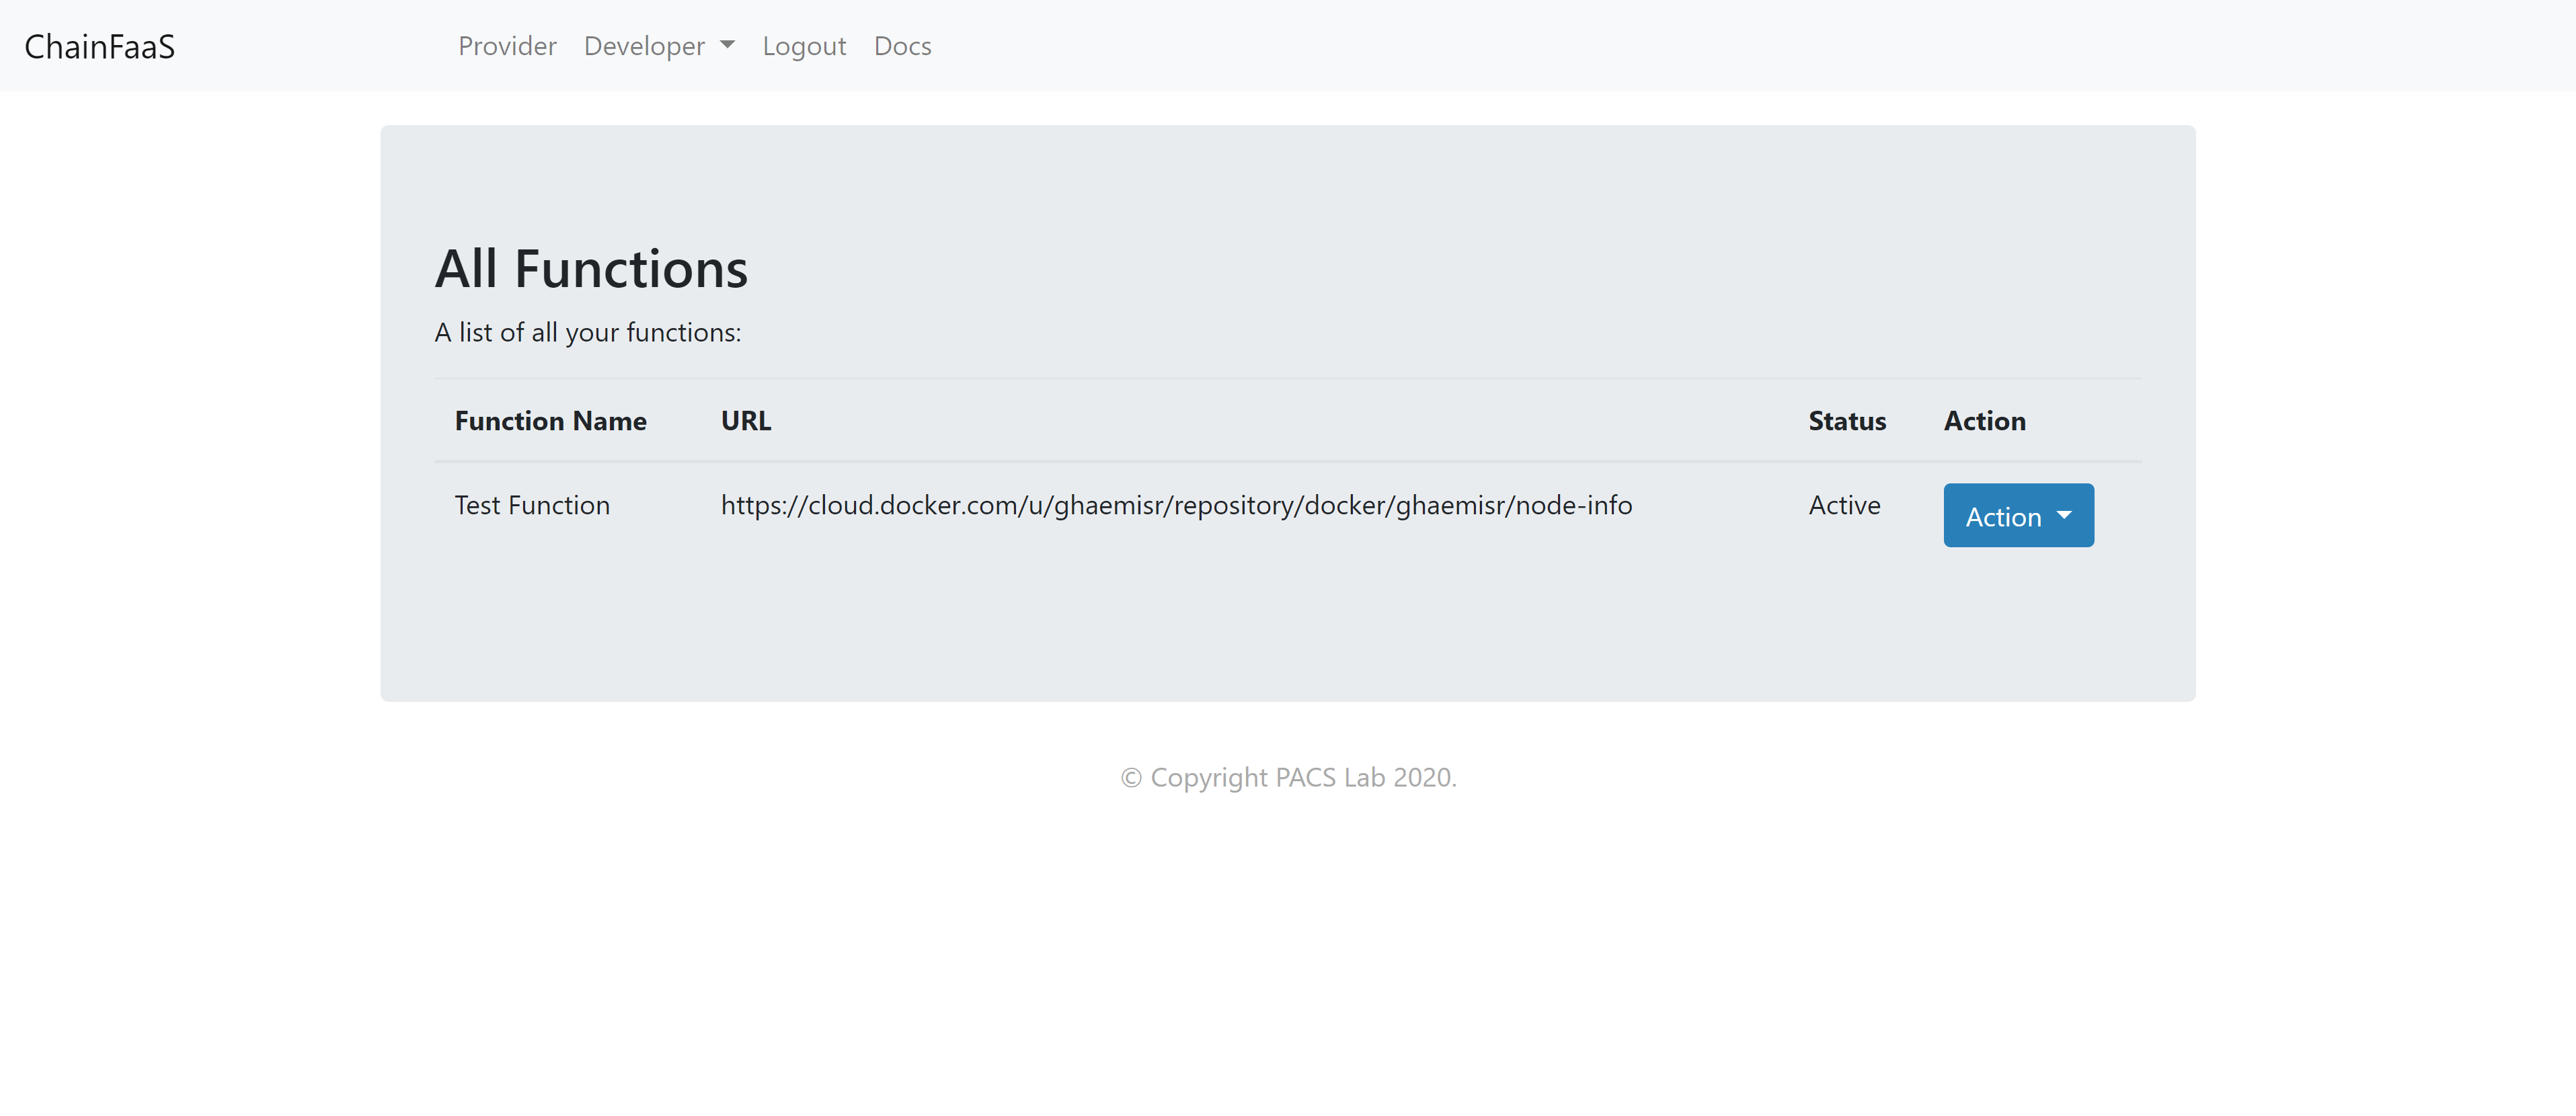 ChainFaaS Provider Developer Logout Docs
All Functions
A list of all your functions:
Function Name URL Status Action
Test Function https://cloud.docker.com/u/ghaemisr/repository/docker/ghaemisr/node-info Active Action
© Copyright PACS Lab 2020.